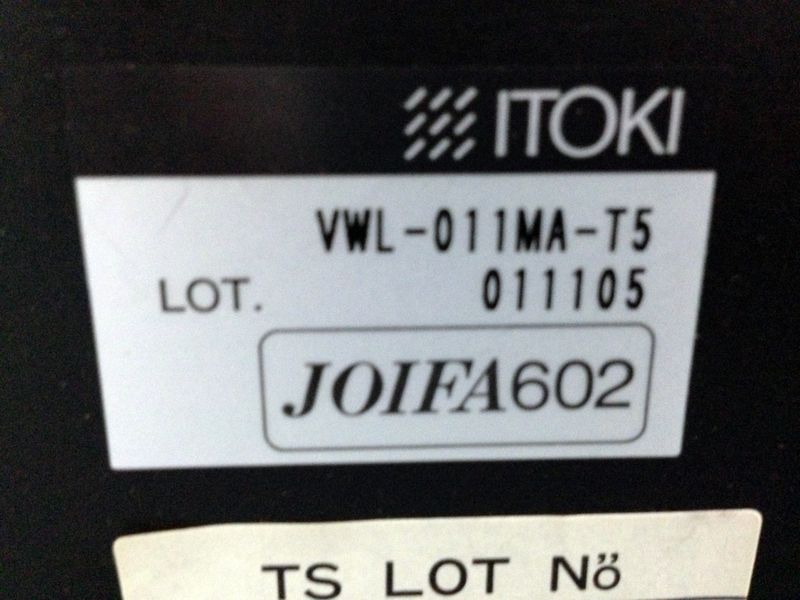 ITOKI
VWL-011MA-T5
LOT. 011105
JOIFA602
TS LOT Nö